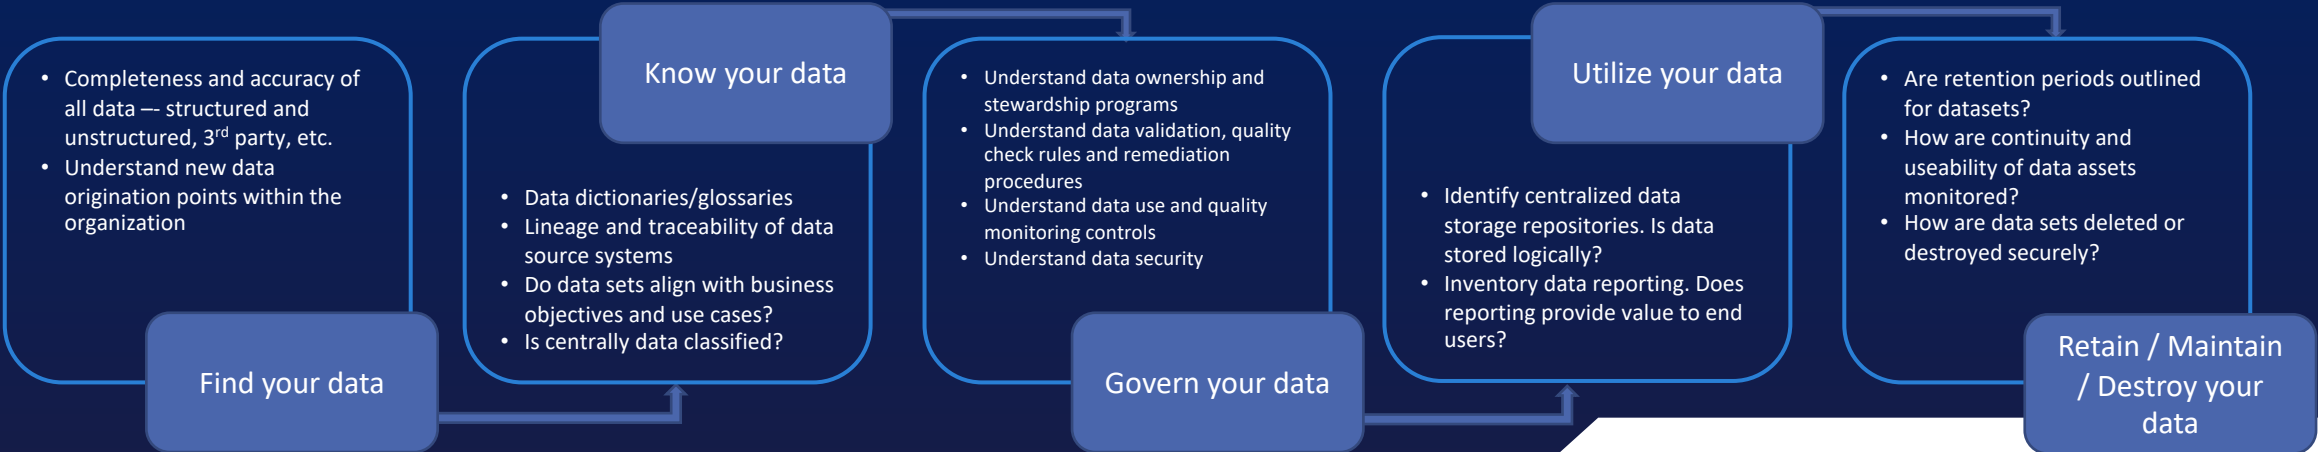 • Completeness and accuracy of
all data –- structured and
unstructured, 3rd party, etc.
• Understand new data
origination points within the
organization
Find your data
Know your data
• Data dictionaries/glossaries
• Lineage and traceability of data
source systems
• Do data sets align with business
objectives and use cases?
• Is centrally data classified?
• Understand data ownership and
stewardship programs
• Understand data validation, quality
check rules and remediation
procedures
• Understand data use and quality
monitoring controls
• Understand data security
Govern your data
Utilize your data
• Identify centralized data
storage repositories. Is data
stored logically?
• Inventory data reporting. Does
reporting provide value to end
users?
• Are retention periods outlined
for datasets?
• How are continuity and
useability of data assets
monitored?
• How are data sets deleted or
destroyed securely?
Retain / Maintain
/ Destroy your
data